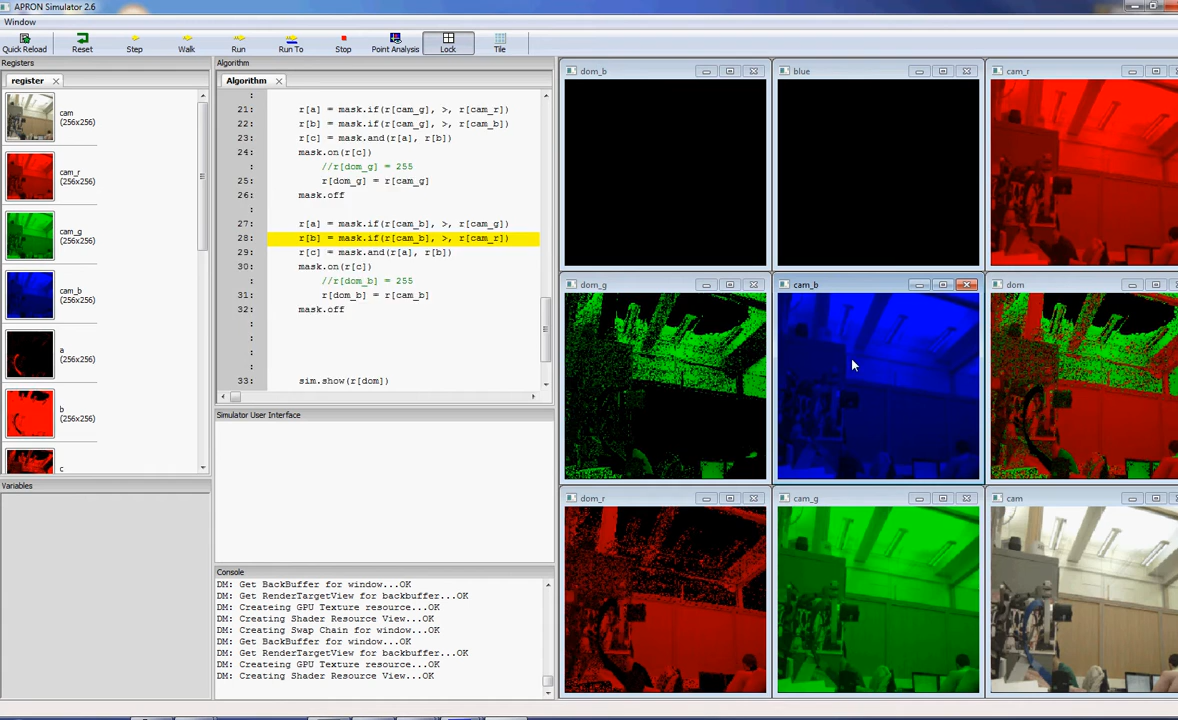 APRON Simulator 2.6
Window
Quick Reload Reset Step Walk Run Run To Stop Point Analysis Lock Tile
Registers
register
cam
(256x256)
cam_r
(256x256)
cam_g
(256x256)
cam_b
(256x256)
a
(256x256)
b
(256x256)
c
Variables
Algorithm
Algorithm
:
21: r[a] = mask.if(r[cam_g], >, r[cam_r])
22: r[b] = mask.if(r[cam_g], >, r[cam_b])
23: r[c] = mask.and(r[a], r[b])
24: mask.on(r[c])
: //r[dom_g] = 255
25: r[dom_g] = r[cam_g]
26: mask.off
:
27: r[a] = mask.if(r[cam_b], >, r[cam_g])
28: r[b] = mask.if(r[cam_b], >, r[cam_r])
29: r[c] = mask.and(r[a], r[b])
30: mask.on(r[c])
: //r[dom_b] = 255
31: r[dom_b] = r[cam_b]
32: mask.off
:
:
:
:
33: sim.show(r[dom])
Simulator User Interface
Console
DM: Get BackBuffer for window...OK
DM: Get RenderTargetView for backbuffer...OK
DM: Createing GPU Texture resource...OK
DM: Creating Shader Resource View...OK
DM: Creating Swap Chain for window...OK
DM: Get BackBuffer for window...OK
DM: Get RenderTargetView for backbuffer...OK
DM: Createing GPU Texture resource...OK
DM: Creating Shader Resource View...OK
dom_b
blue
cam_r
dom_g
cam_b
dom
dom_r
cam_g
cam